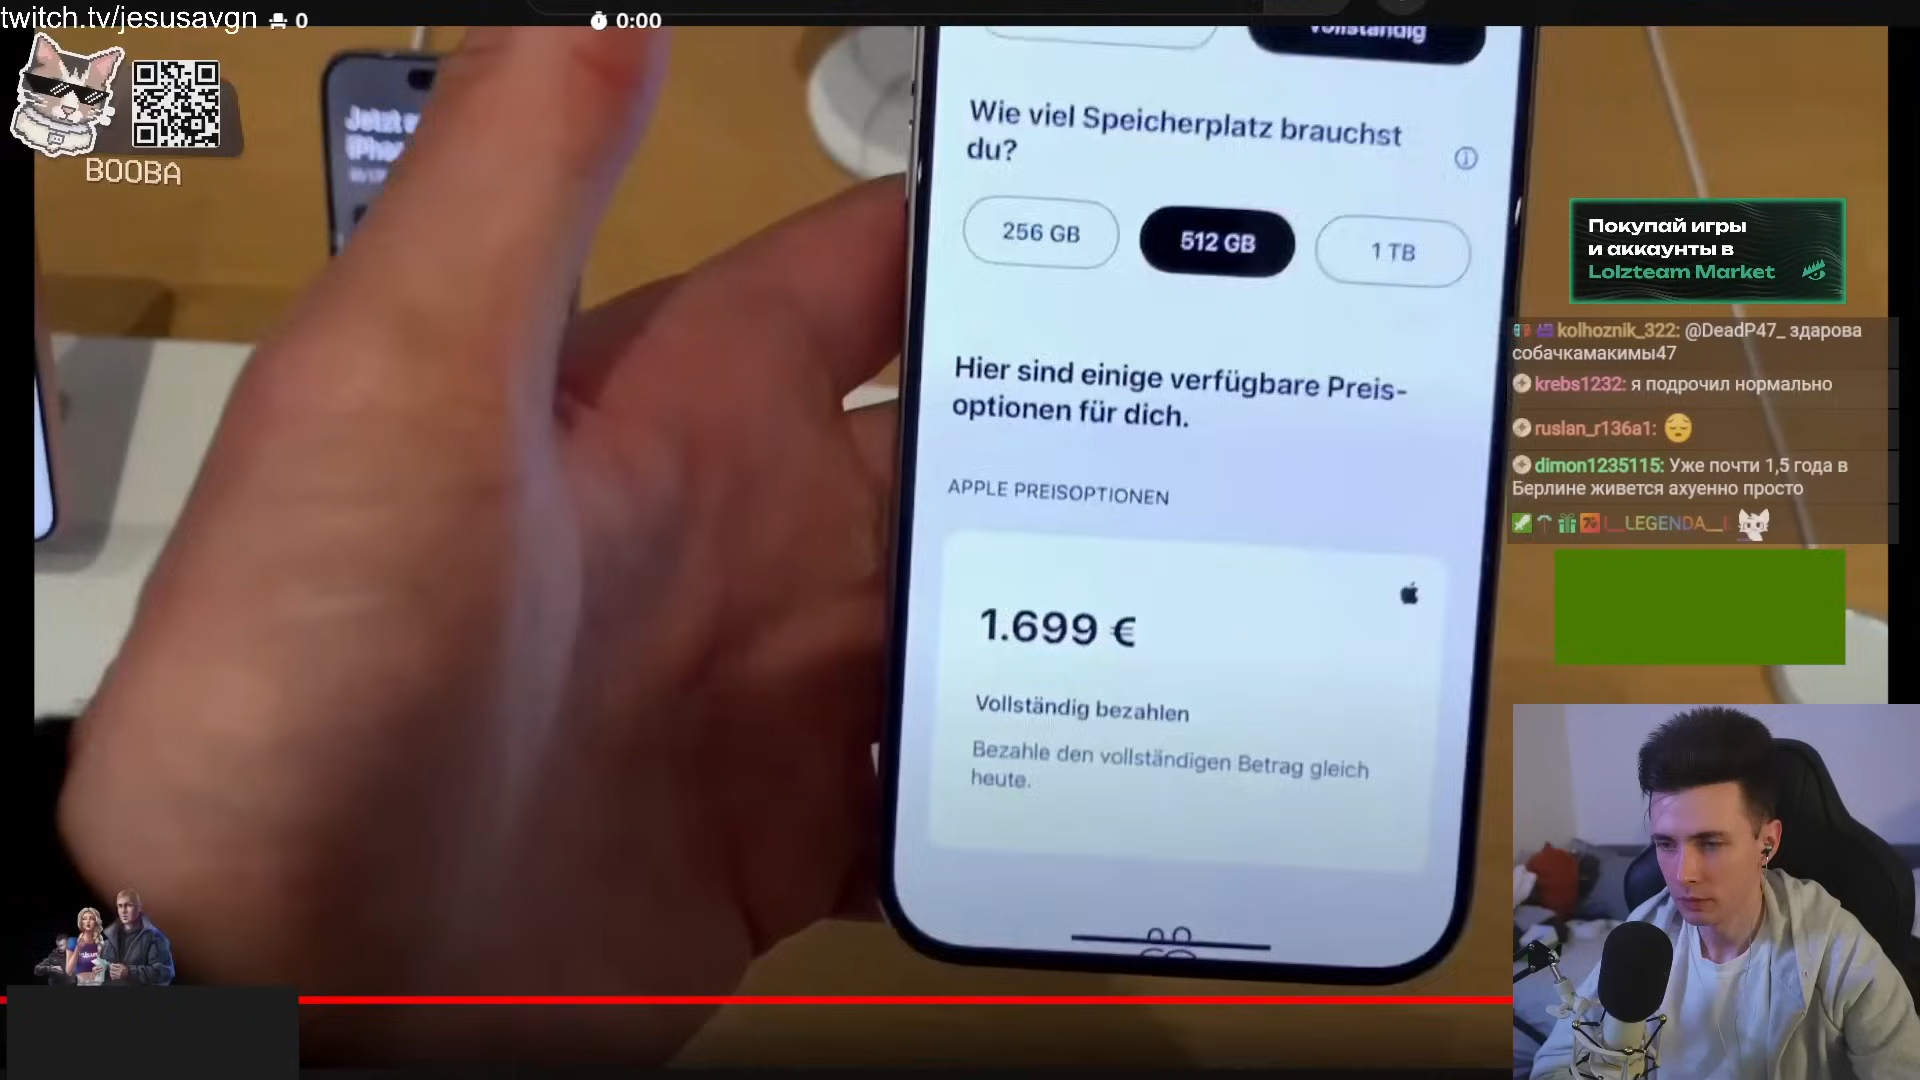 twitch.tv/jesusavgn 0
0:00
BOOBA
vollständig
Wie viel Speicherplatz brauchst
du?
256 GB
512 GB
1 TB
Hier sind einige verfügbare Preis-
optionen für dich.
APPLE PREISOPTIONEN
1.699 €
Vollständig bezahlen
Bezahle den vollständigen Betrag gleich
heute.
Покупай игры
и аккаунты в
Lolzteam Market
kolhoznik_322: @DeadP47_ здарова
собачкамакимы47
krebs1232: я подрочил нормально
ruslan_r136a1:
dimon1235115: Уже почти 1,5 года в
Берлине живется ахуенно просто
LEGENDA